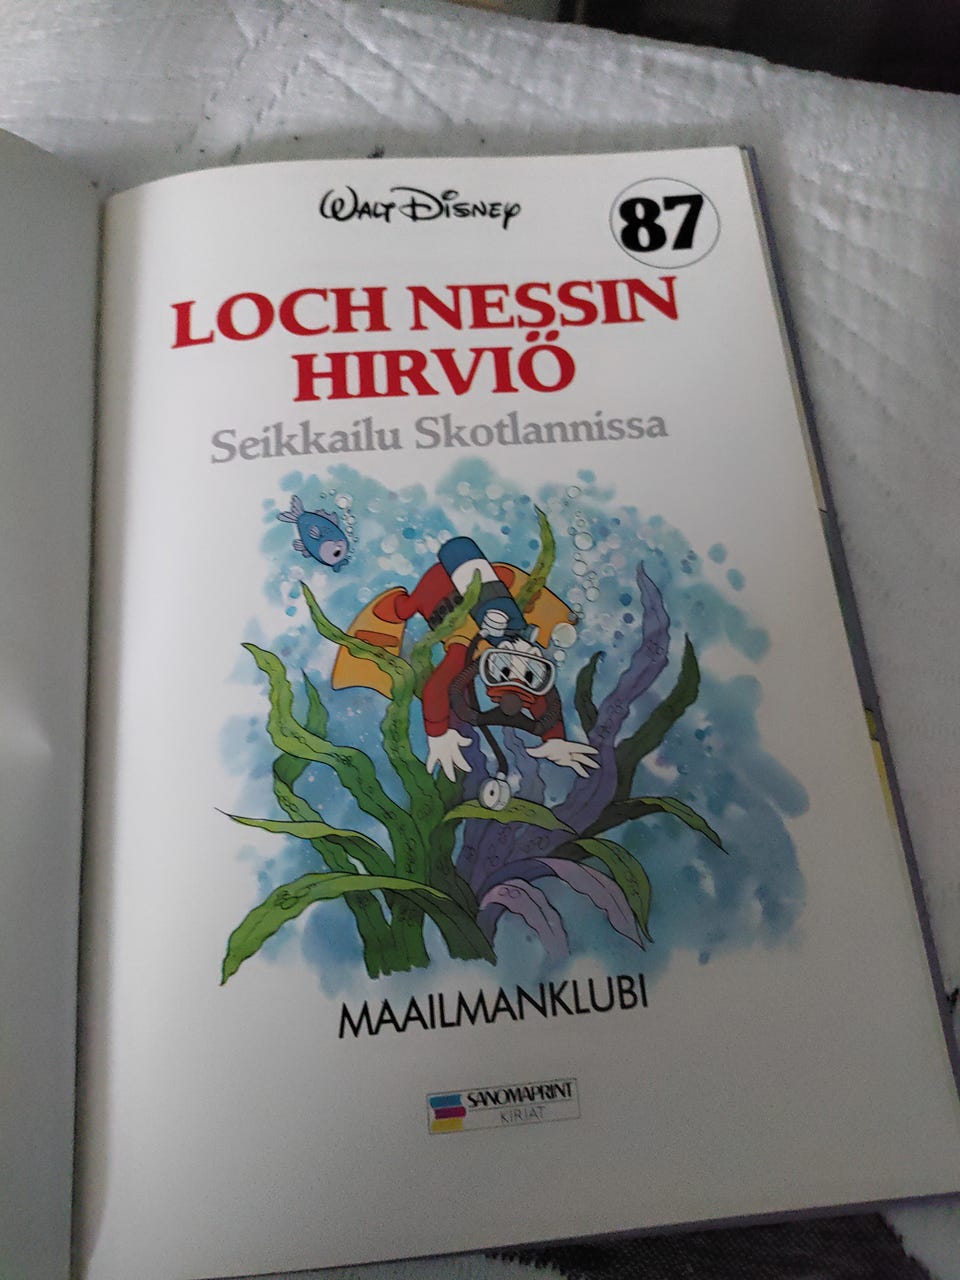 Walt Disney
87
LOCH NESSIN
HIRVIÖ
Seikkailu Skotlannissa
MAAILMANKLUBI
SANOMAPRINT
KIRJAT